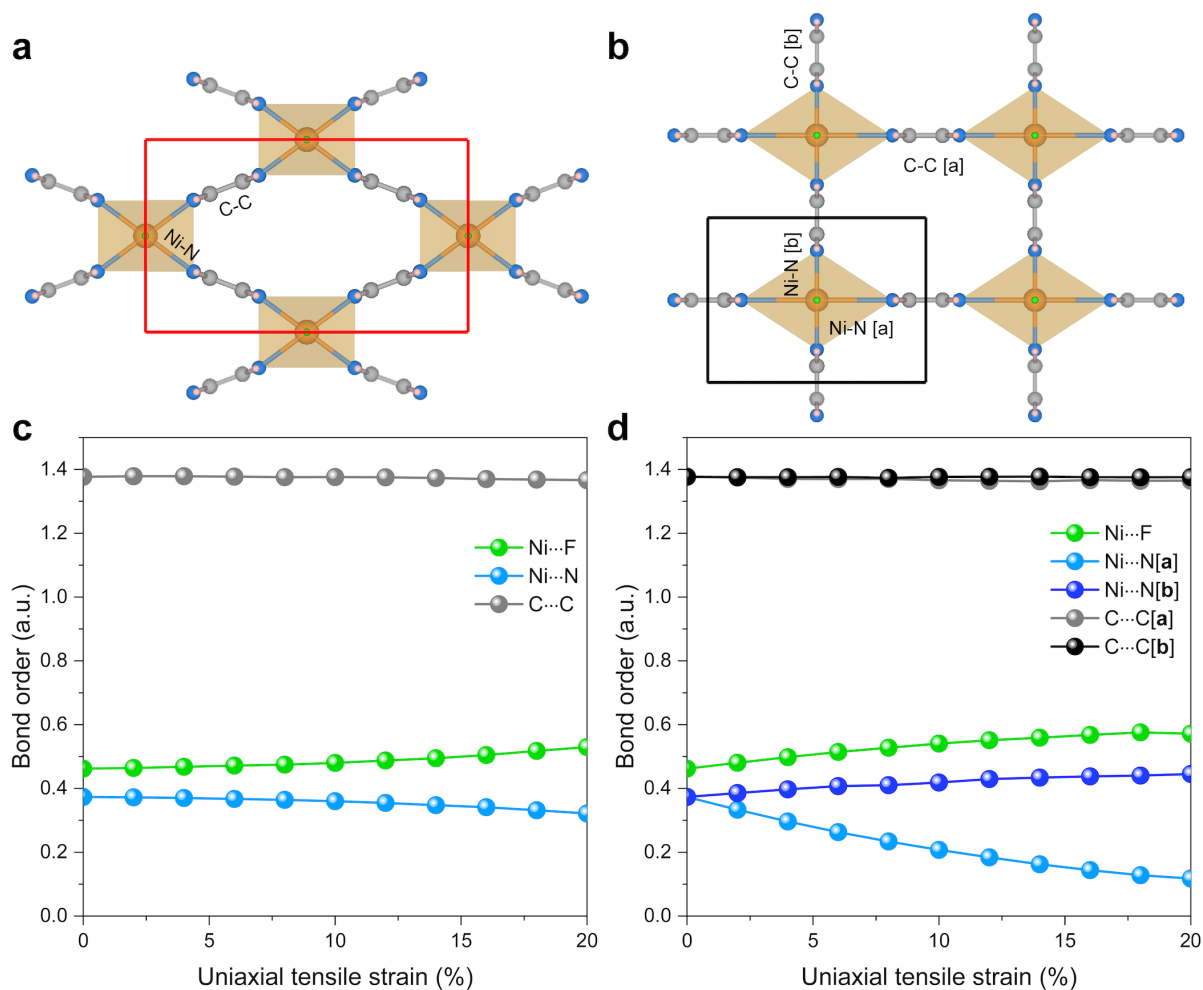 a
C-C
Ni-N
b
C-C [b]
C-C [a]
Ni-N [b]
Ni-N [a]
c
Bond order (a.u.)
1.4
1.2
1.0
0.8
0.6
0.4
0.2
0.0
Ni···F
Ni···N
C···C
0
5
10
15
20
Uniaxial tensile strain (%)
d
Bond order (a.u.)
1.4
1.2
1.0
0.8
0.6
0.4
0.2
0.0
Ni···F
Ni···N[a]
Ni···N[b]
C···C[a]
C···C[b]
0
5
10
15
20
Uniaxial tensile strain (%)